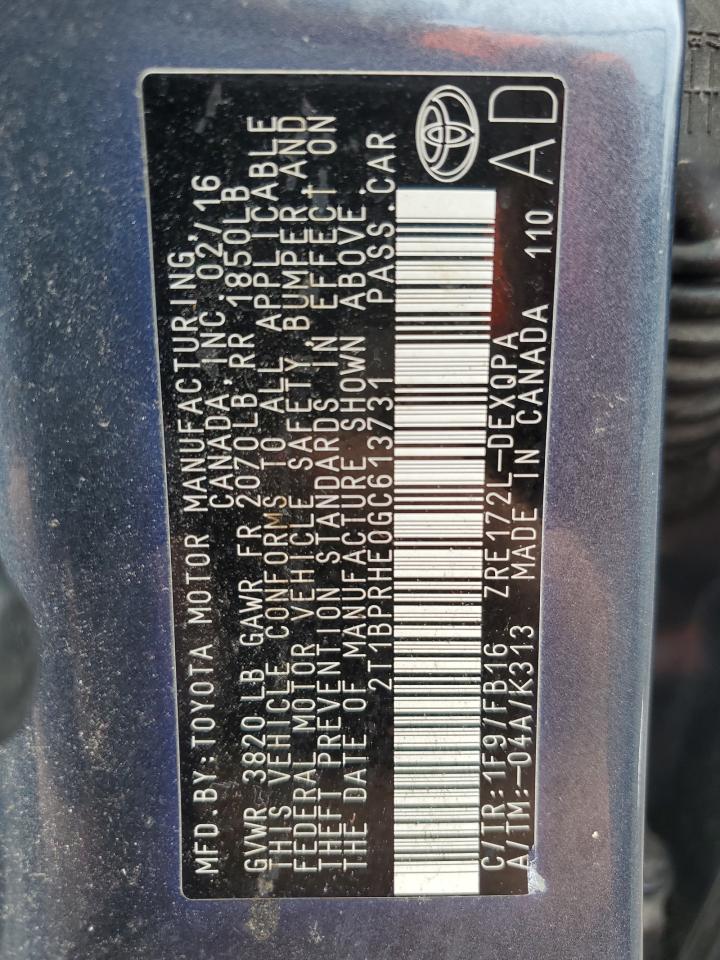 MFD.BY:TOYOTA MOTOR MANUFACTURING,
CANADA,INC.02/16
GVWR 3820LB GAWR FR 2070LB RR 1850LB
THIS VEHICLE CONFORMS TO ALL APPLICABLE
FEDERAL MOTOR VEHICLE SAFETY,BUMPER,AND
THEFT PREVENTION STANDARDS IN EFFECT ON
THE DATE OF MANUFACTURE SHOWN ABOVE.
2T1BPRHE0GC613731 PASS.CAR
C/TR:1F9/FB16 ZRE172L-DEXQPA
A/TM:-04A/K313 MADE IN CANADA 110
AD